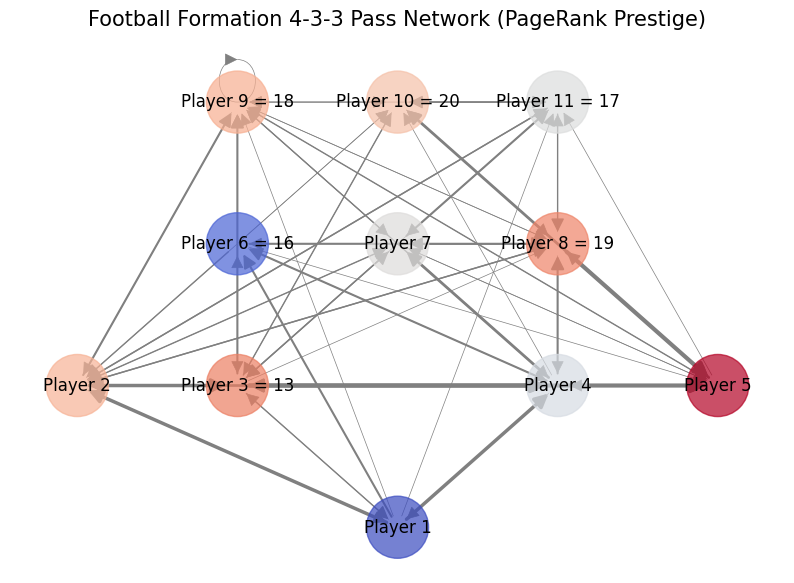 Football Formation 4-3-3 Pass Network (PageRank Prestige)
Player 9 = 18
Player 10 = 20
Player 11 = 17
Player 6 = 16
Player 7
Player 8 = 19
Player 2
Player 3 = 13
Player 4
Player 5
Player 1